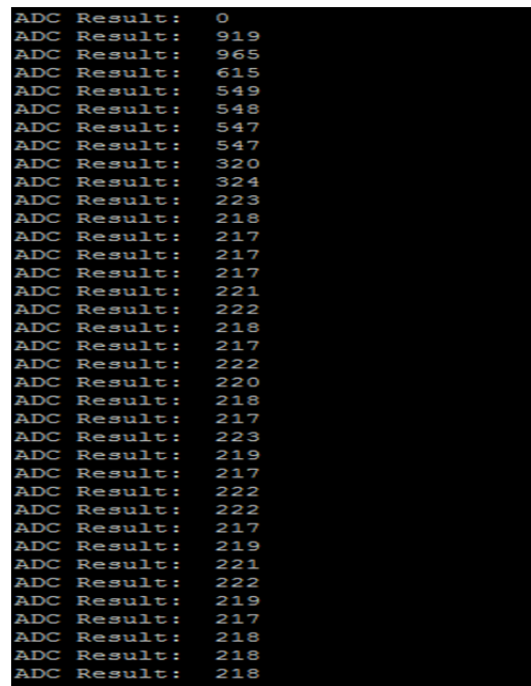 ADC Result: 0
ADC Result: 919
ADC Result: 965
ADC Result: 615
ADC Result: 549
ADC Result: 548
ADC Result: 547
ADC Result: 547
ADC Result: 320
ADC Result: 324
ADC Result: 223
ADC Result: 218
ADC Result: 217
ADC Result: 217
ADC Result: 217
ADC Result: 221
ADC Result: 222
ADC Result: 218
ADC Result: 217
ADC Result: 222
ADC Result: 220
ADC Result: 218
ADC Result: 217
ADC Result: 223
ADC Result: 219
ADC Result: 217
ADC Result: 222
ADC Result: 222
ADC Result: 217
ADC Result: 219
ADC Result: 221
ADC Result: 222
ADC Result: 219
ADC Result: 217
ADC Result: 218
ADC Result: 218
ADC Result: 218